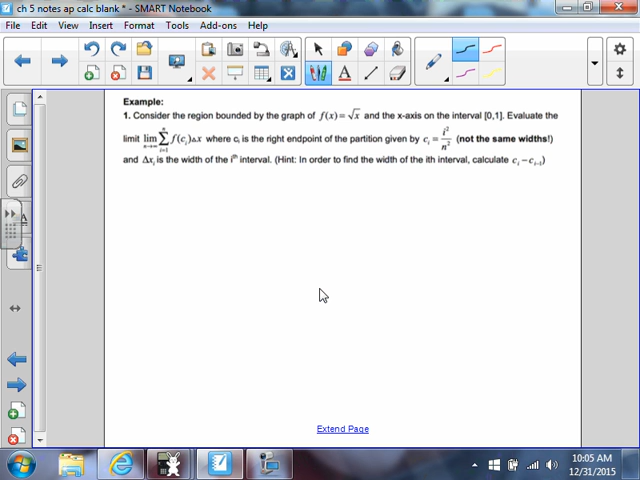 ch 5 notes ap calc blank * - SMART Notebook
File Edit View Insert Format Tools Add-ons Help
Example:
1. Consider the region bounded by the graph of f(x) = √x and the x-axis on the interval [0,1]. Evaluate the
limit lim n→∞ ∑ i=1 n f(cᵢ)Δx where cᵢ is the right endpoint of the partition given by cᵢ = i²/n² (not the same widths!)
and Δxᵢ is the width of the iᵗʰ interval. (Hint: In order to find the width of the ith interval, calculate cᵢ − cᵢ₋₁)
Extend Page
10:05 AM
12/31/2015